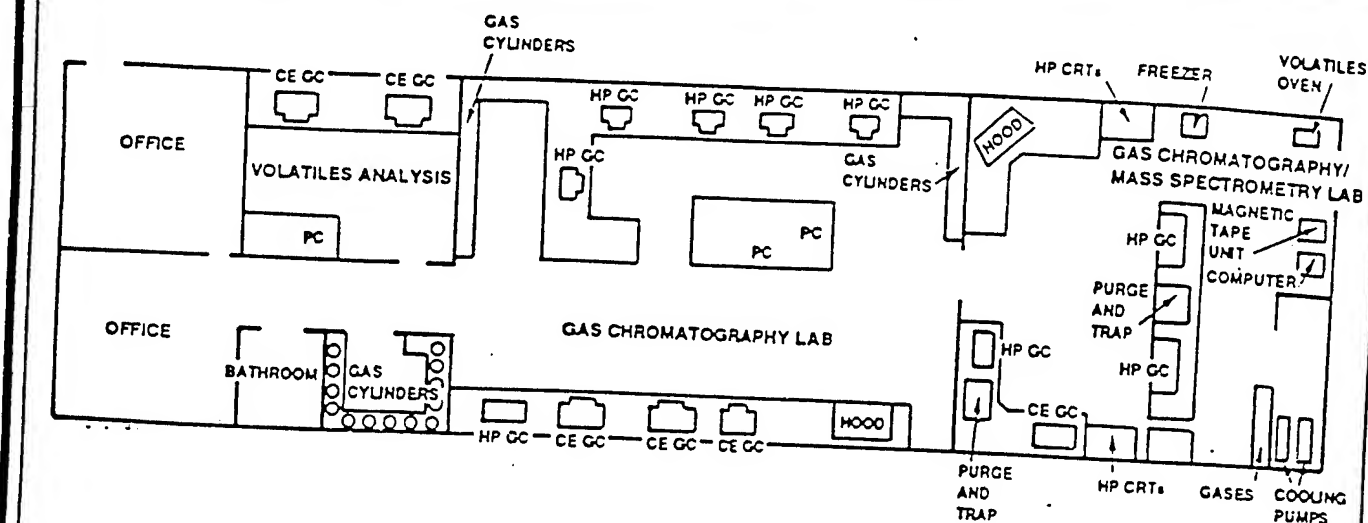 GAS
CYLINDERS
CE GC
CE GC
HP GC
HP GC
HP GC
HP GC
HP CRTs
FREEZER
VOLATILES
OVEN
OFFICE
VOLATILES ANALYSIS
HP GC
GAS
CYLINDERS
HOOD
GAS CHROMATOGRAPHY/
MASS SPECTROMETRY LAB
PC
PC
PC
HP GC
MAGNETIC
TAPE
UNIT
COMPUTER
PURGE
AND
TRAP
OFFICE
BATHROOM
GAS
CYLINDERS
GAS CHROMATOGRAPHY LAB
HP GC
HP GC
HP GC
CE GC
CE GC
CE GC
HOOD
CE GC
PURGE
AND
TRAP
HP CRTs
GASES
COOLING
PUMPS